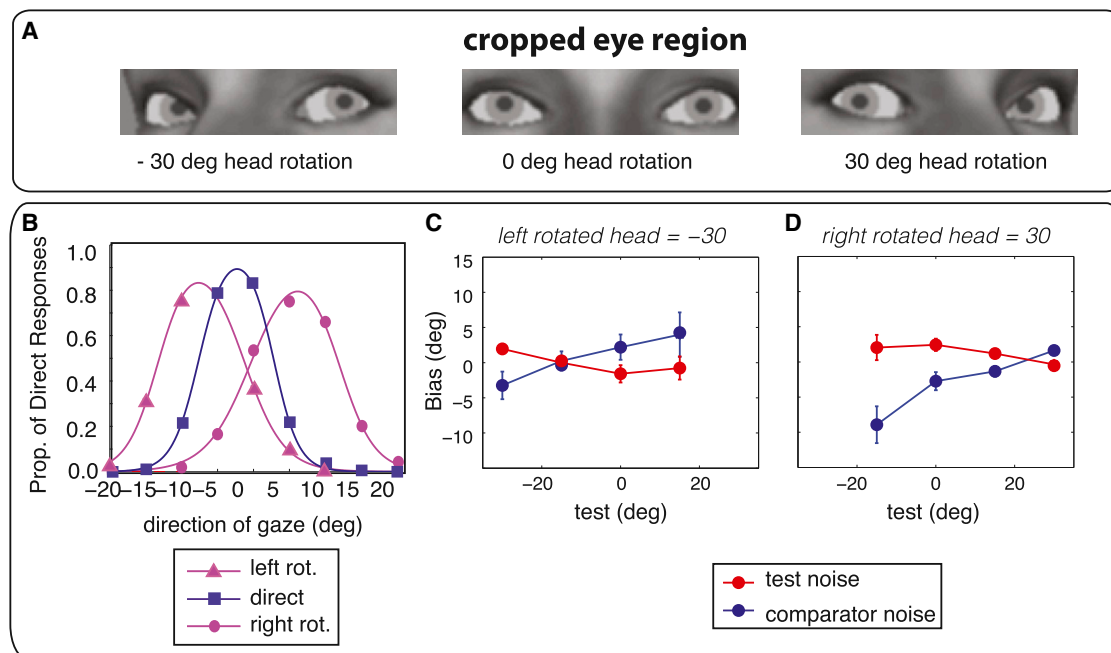 A
cropped eye region
- 30 deg head rotation
0 deg head rotation
30 deg head rotation
B
Prop. of Direct Responses
1.0
0.8
0.6
0.4
0.2
0.0
−20 −15 −10 −5 0 5 10 15 20
direction of gaze (deg)
left rot.
direct
right rot.
C
left rotated head = −30
Bias (deg)
15
10
5
0
−5
−10
−20 0 20
test (deg)
D
right rotated head = 30
−20 0 20
test (deg)
test noise
comparator noise